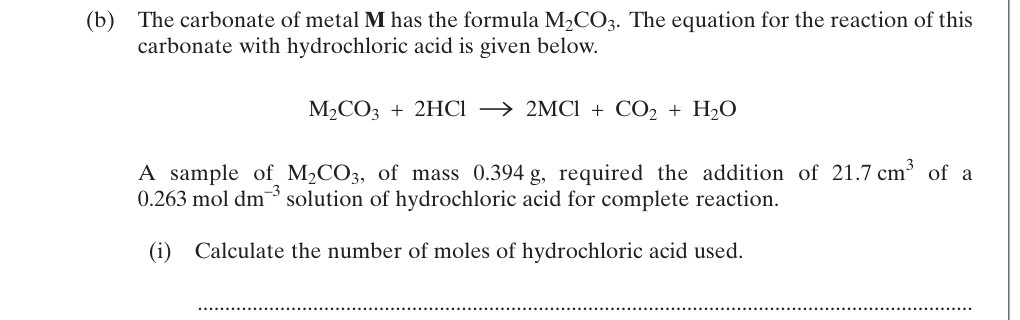 (b) The carbonate of metal M has the formula M₂CO₃. The equation for the reaction of this
carbonate with hydrochloric acid is given below.
M₂CO₃ + 2HCl ⟶ 2MCl + CO₂ + H₂O
A sample of M₂CO₃, of mass 0.394 g, required the addition of 21.7 cm³ of a
0.263 mol dm⁻³ solution of hydrochloric acid for complete reaction.
(i) Calculate the number of moles of hydrochloric acid used.